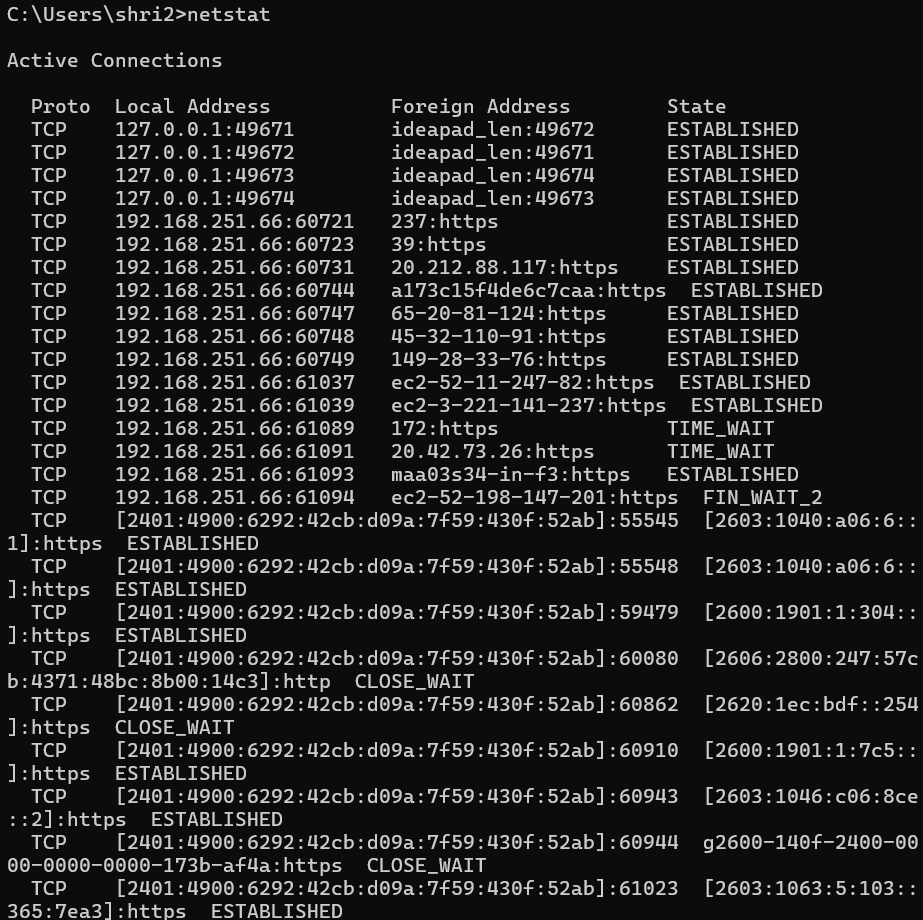 C:\Users\shri2>netstat
Active Connections
Proto  Local Address          Foreign Address        State
TCP    127.0.0.1:49671        ideapad_len:49672      ESTABLISHED
TCP    127.0.0.1:49672        ideapad_len:49671      ESTABLISHED
TCP    127.0.0.1:49673        ideapad_len:49674      ESTABLISHED
TCP    127.0.0.1:49674        ideapad_len:49673      ESTABLISHED
TCP    192.168.251.66:60721   237:https              ESTABLISHED
TCP    192.168.251.66:60723   39:https               ESTABLISHED
TCP    192.168.251.66:60731   20.212.88.117:https    ESTABLISHED
TCP    192.168.251.66:60744   a173c15f4de6c7caa:https  ESTABLISHED
TCP    192.168.251.66:60747   65-20-81-124:https     ESTABLISHED
TCP    192.168.251.66:60748   45-32-110-91:https     ESTABLISHED
TCP    192.168.251.66:60749   149-28-33-76:https     ESTABLISHED
TCP    192.168.251.66:61037   ec2-52-11-247-82:https  ESTABLISHED
TCP    192.168.251.66:61039   ec2-3-221-141-237:https  ESTABLISHED
TCP    192.168.251.66:61089   172:https              TIME_WAIT
TCP    192.168.251.66:61091   20.42.73.26:https      TIME_WAIT
TCP    192.168.251.66:61093   maa03s34-in-f3:https   ESTABLISHED
TCP    192.168.251.66:61094   ec2-52-198-147-201:https  FIN_WAIT_2
TCP    [2401:4900:6292:42cb:d09a:7f59:430f:52ab]:55545  [2603:1040:a06:6::
1]:https  ESTABLISHED
TCP    [2401:4900:6292:42cb:d09a:7f59:430f:52ab]:55548  [2603:1040:a06:6::
]:https  ESTABLISHED
TCP    [2401:4900:6292:42cb:d09a:7f59:430f:52ab]:59479  [2600:1901:1:304::
]:https  ESTABLISHED
TCP    [2401:4900:6292:42cb:d09a:7f59:430f:52ab]:60080  [2606:2800:247:57c
b:4371:48bc:8b00:14c3]:http  CLOSE_WAIT
TCP    [2401:4900:6292:42cb:d09a:7f59:430f:52ab]:60862  [2620:1ec:bdf::254
]:https  CLOSE_WAIT
TCP    [2401:4900:6292:42cb:d09a:7f59:430f:52ab]:60910  [2600:1901:1:7c5::
]:https  ESTABLISHED
TCP    [2401:4900:6292:42cb:d09a:7f59:430f:52ab]:60943  [2603:1046:c06:8ce
::2]:https  ESTABLISHED
TCP    [2401:4900:6292:42cb:d09a:7f59:430f:52ab]:60944  g2600-140f-2400-00
00-0000-0000-173b-af4a:https  CLOSE_WAIT
TCP    [2401:4900:6292:42cb:d09a:7f59:430f:52ab]:61023  [2603:1063:5:103::
365:7ea3]:https  ESTABLISHED